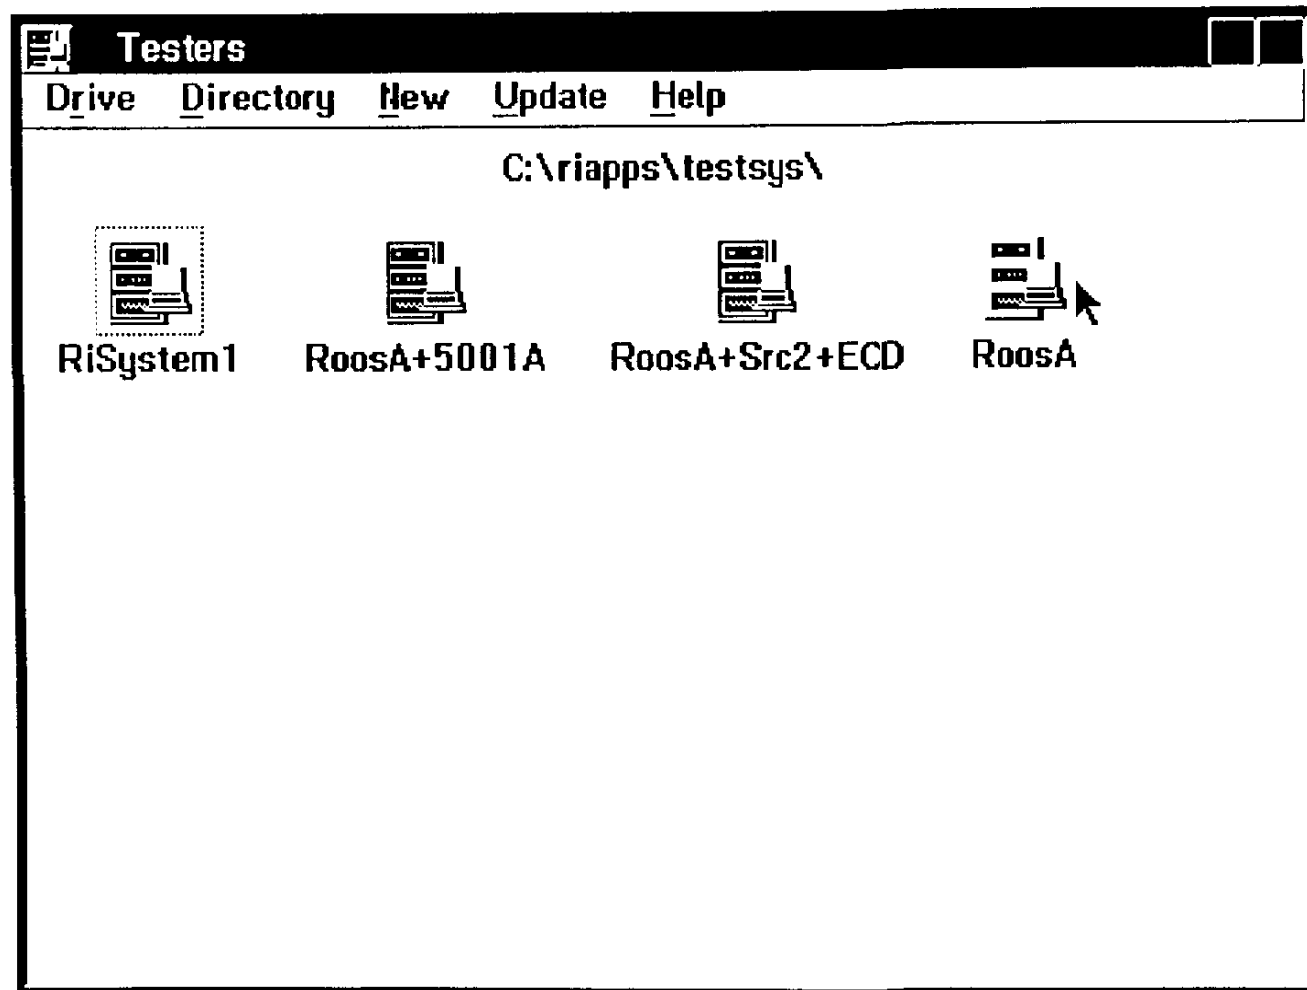 Testers
Drive Directory New Update Help
C:\riapps\testsys\
RiSystem1 RoosA+5001A RoosA+Src2+ECD RoosA